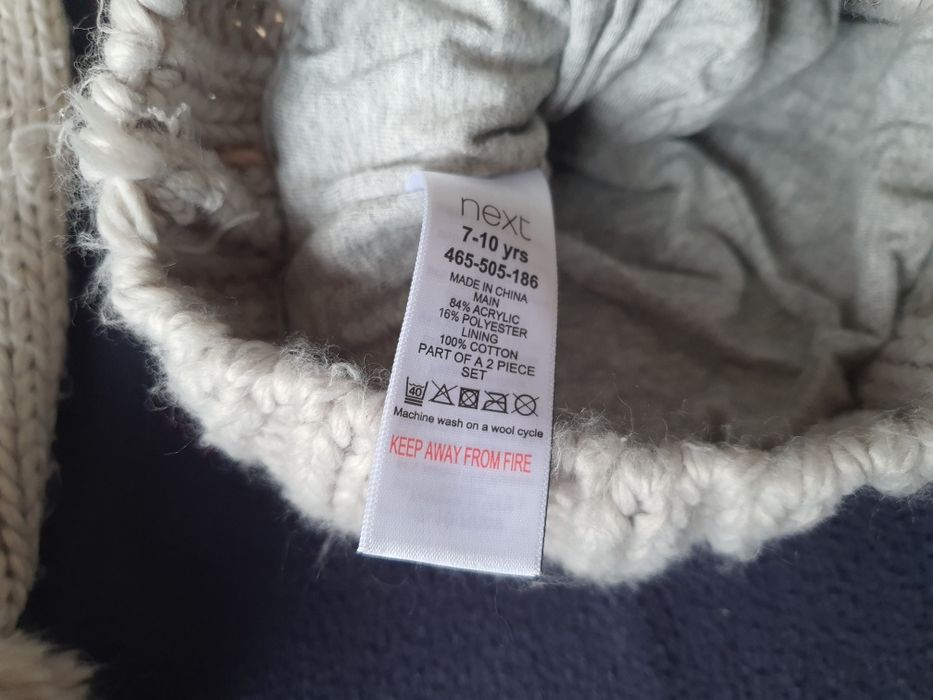 next
7-10 yrs
465-505-186
MADE IN CHINA
MAIN
84% ACRYLIC
16% POLYESTER
LINING
100% COTTON
PART OF A 2 PIECE
SET
40
Machine wash on a wool cycle
KEEP AWAY FROM FIRE